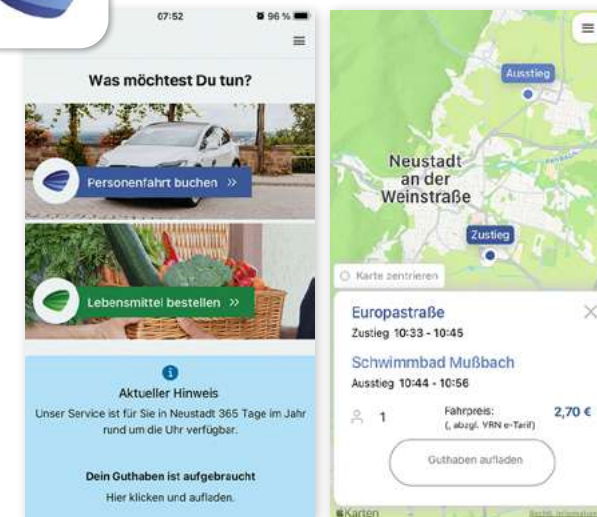 07:52
96 %
Was möchtest Du tun?
Personenfahrt buchen »
Lebensmittel bestellen »
Aktueller Hinweis
Unser Service ist für Sie in Neustadt 365 Tage im Jahr
rund um die Uhr verfügbar.
Dein Guthaben ist aufgebraucht
Hier klicken und aufladen.
Ausstieg
Neustadt
an der
Weinstraße
Zustieg
Karte zentrieren
Europastraße
Zustieg 10:33 - 10:45
Schwimmbad Mußbach
Ausstieg 10:44 - 10:56
1
Fahrpreis:
2,70 €
(, abzgl. VRN e-Tarif)
Guthaben aufladen
Karten
Rechtl. Information